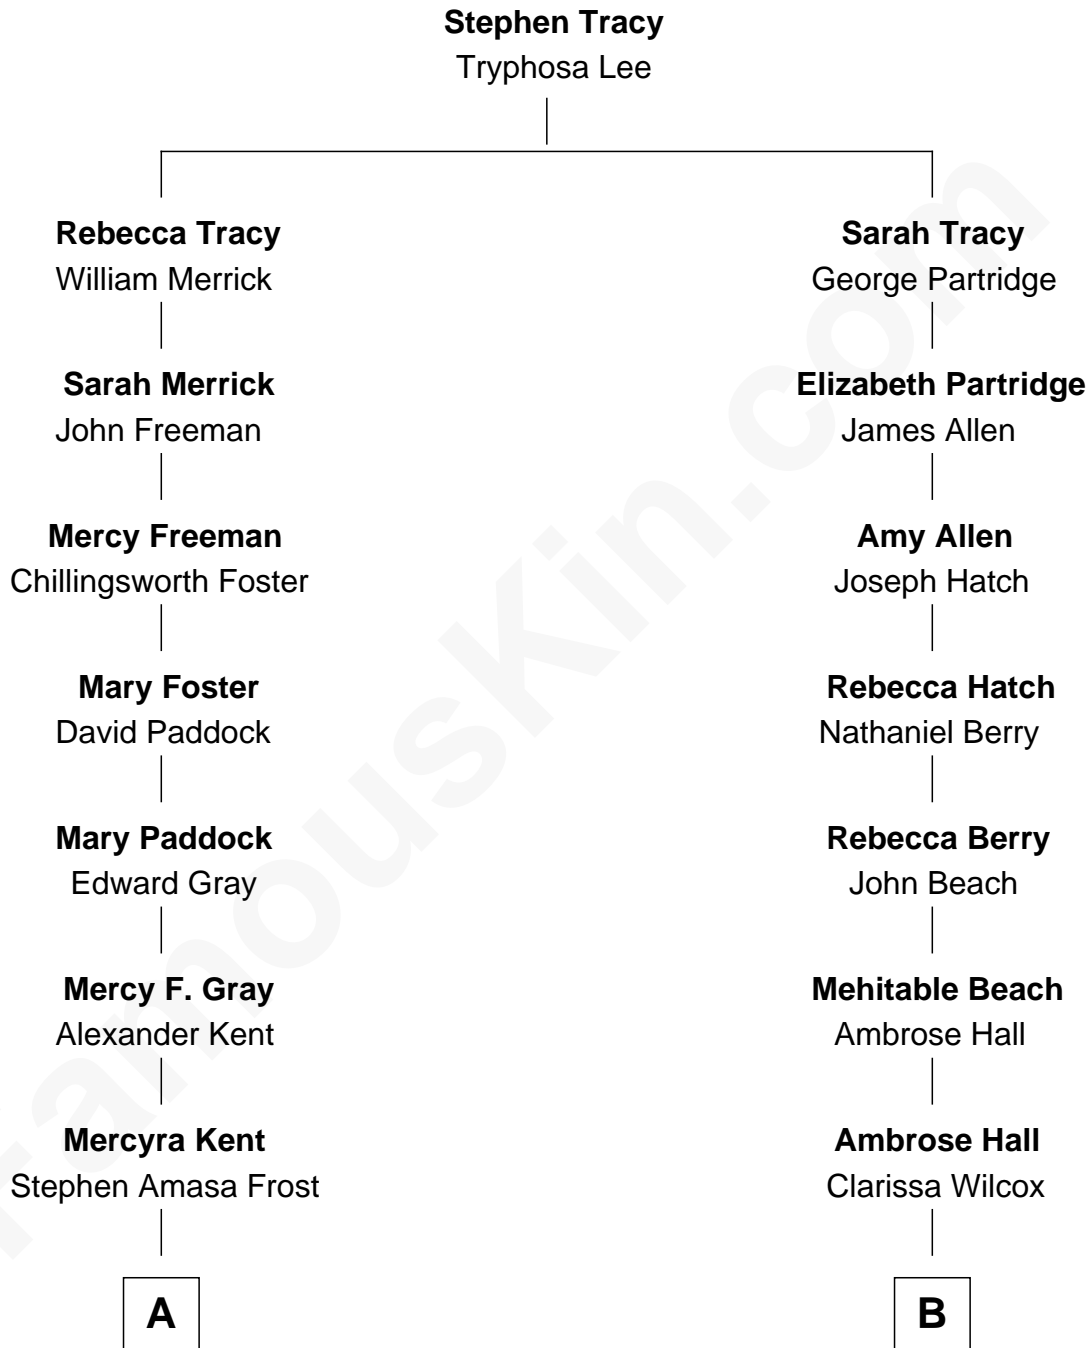 Stephen Tracy
Tryphosa Lee
Rebecca Tracy
William Merrick
Sarah Tracy
George Partridge
Sarah Merrick
John Freeman
Elizabeth Partridge
James Allen
Mercy Freeman
Chillingsworth Foster
Amy Allen
Joseph Hatch
Mary Foster
David Paddock
Rebecca Hatch
Nathaniel Berry
Mary Paddock
Edward Gray
Rebecca Berry
John Beach
Mercy F. Gray
Alexander Kent
Mehitable Beach
Ambrose Hall
Mercyra Kent
Stephen Amasa Frost
Ambrose Hall
Clarissa Wilcox
A
B
FamousKin.com